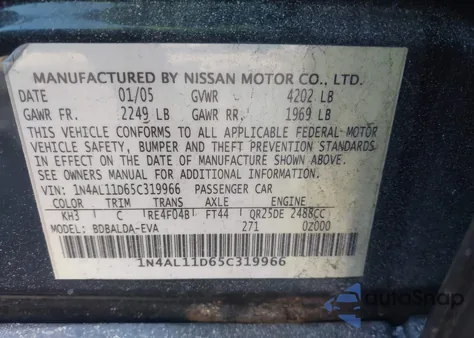 MANUFACTURED BY NISSAN MOTOR CO., LTD.
DATE 01/05 GVWR 4202 LB
GAWR FR. 2249 LB GAWR RR. 1969 LB
THIS VEHICLE CONFORMS TO ALL APPLICABLE FEDERAL-MOTOR
VEHICLE SAFETY, BUMPER AND THEFT PREVENTION STANDARDS
IN EFFECT ON THE DATE OF MANUFACTURE SHOWN ABOVE.
SEE OWNERS MANUAL FOR ADDITIONAL INFORMATION
VIN: 1N4AL11D65C319966 PASSENGER CAR
COLOR TRIM TRANS AXLE ENGINE
KH3 C RE4F04B FT44 QR25DE 2488CC
MODEL: BDBALDA-EVA 271 0Z000
1N4AL11D65C319966
autoSnap